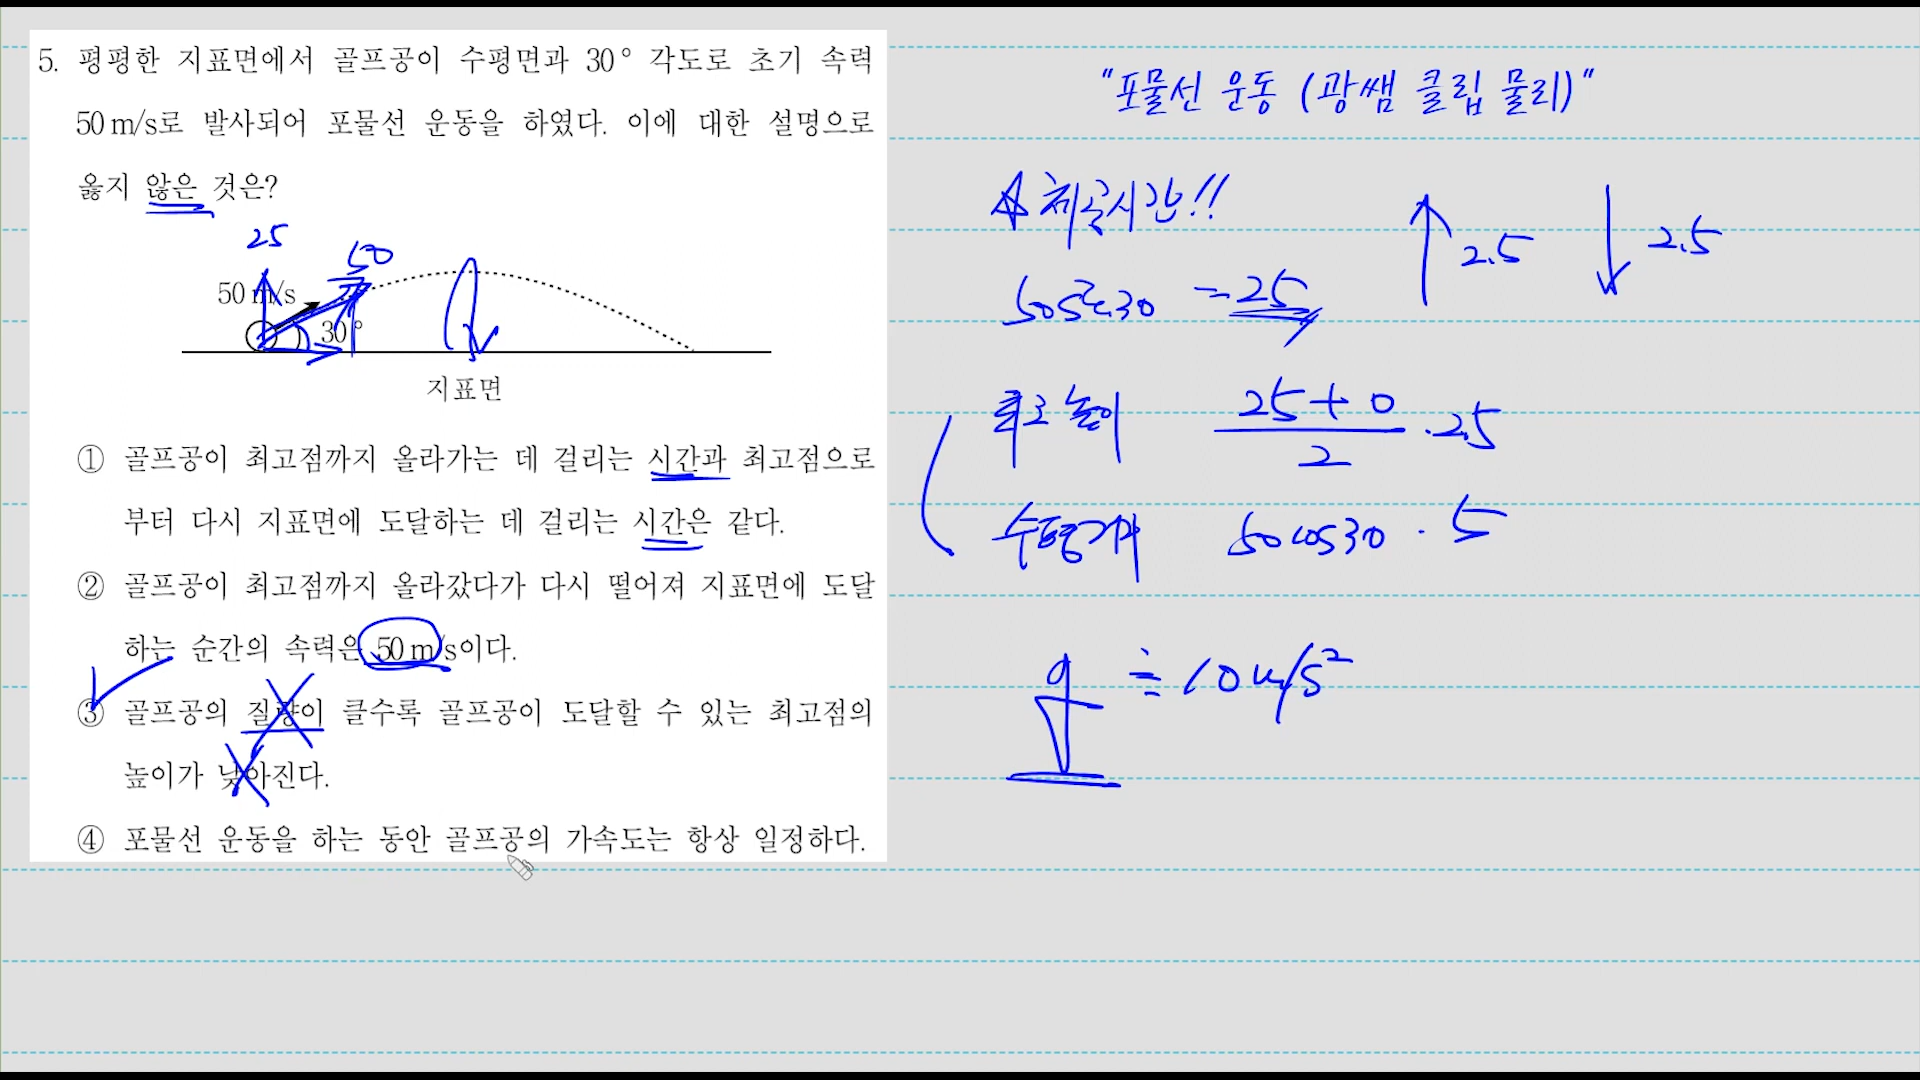 5. 평평한 지표면에서 골프공이 수평면과 30° 각도로 초기 속력
50 m/s로 발사되어 포물선 운동을 하였다. 이에 대한 설명으로
옳지 않은 것은?
25
50
50 m/s
30°
지표면
① 골프공이 최고점까지 올라가는 데 걸리는 시간과 최고점으로
부터 다시 지표면에 도달하는 데 걸리는 시간은 같다.
② 골프공이 최고점까지 올라갔다가 다시 떨어져 지표면에 도달
하는 순간의 속력은 50 m/s이다.
③ 골프공의 질량이 클수록 골프공이 도달할 수 있는 최고점의
높이가 낮아진다.
④ 포물선 운동을 하는 동안 골프공의 가속도는 항상 일정하다.
"포물선 운동 (광쌤 클립 물리)"
☆ 체공시간!!
2.5
2.5
50sin30 = 25
최고높이 25+0
2
·2.5
수평거리 50cos30 · 5
g ≒ 10 m/s²